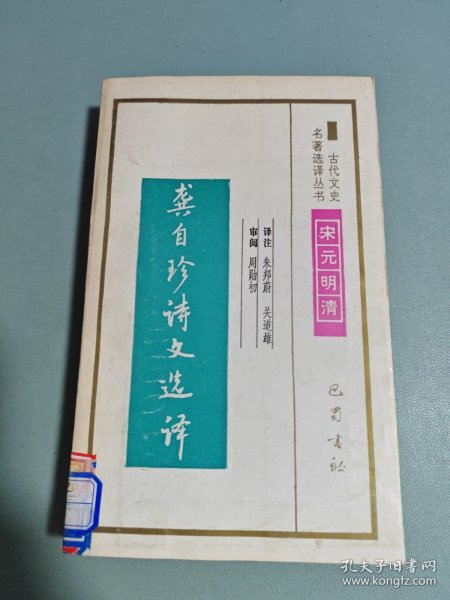 古代文史
名著选译丛书
宋元明清
译注 朱邦蔚 关道雄
审阅 周勋初
龚自珍诗文选译
巴蜀书社
孔夫子旧书网
www.kongfz.com